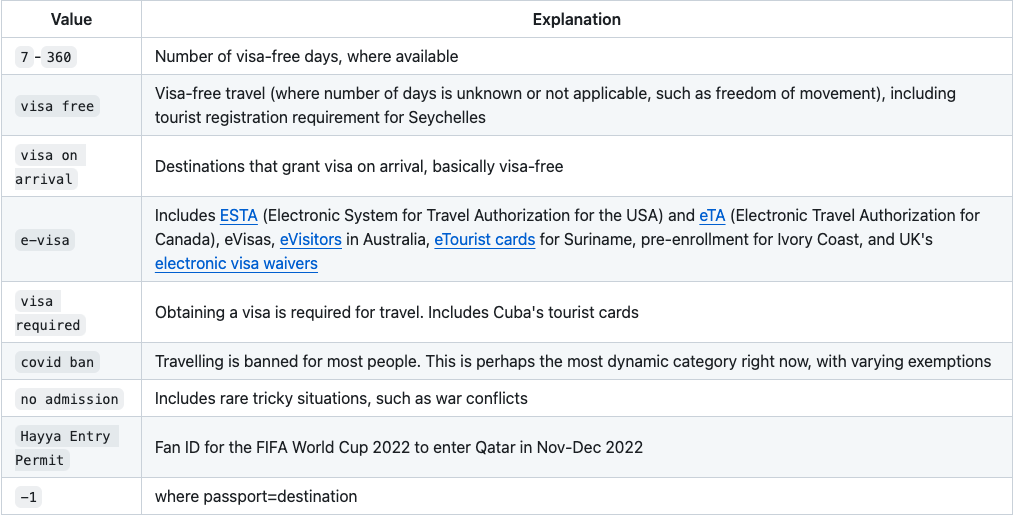 Value Explanation
7 - 360 Number of visa-free days, where available
visa free Visa-free travel (where number of days is unknown or not applicable, such as freedom of movement), including
tourist registration requirement for Seychelles
visa on
arrival Destinations that grant visa on arrival, basically visa-free
e-visa Includes ESTA (Electronic System for Travel Authorization for the USA) and eTA (Electronic Travel Authorization for
Canada), eVisas, eVisitors in Australia, eTourist cards for Suriname, pre-enrollment for Ivory Coast, and UK's
electronic visa waivers
visa
required Obtaining a visa is required for travel. Includes Cuba's tourist cards
covid ban Travelling is banned for most people. This is perhaps the most dynamic category right now, with varying exemptions
no admission Includes rare tricky situations, such as war conflicts
Hayya Entry
Permit Fan ID for the FIFA World Cup 2022 to enter Qatar in Nov-Dec 2022
-1 where passport=destination